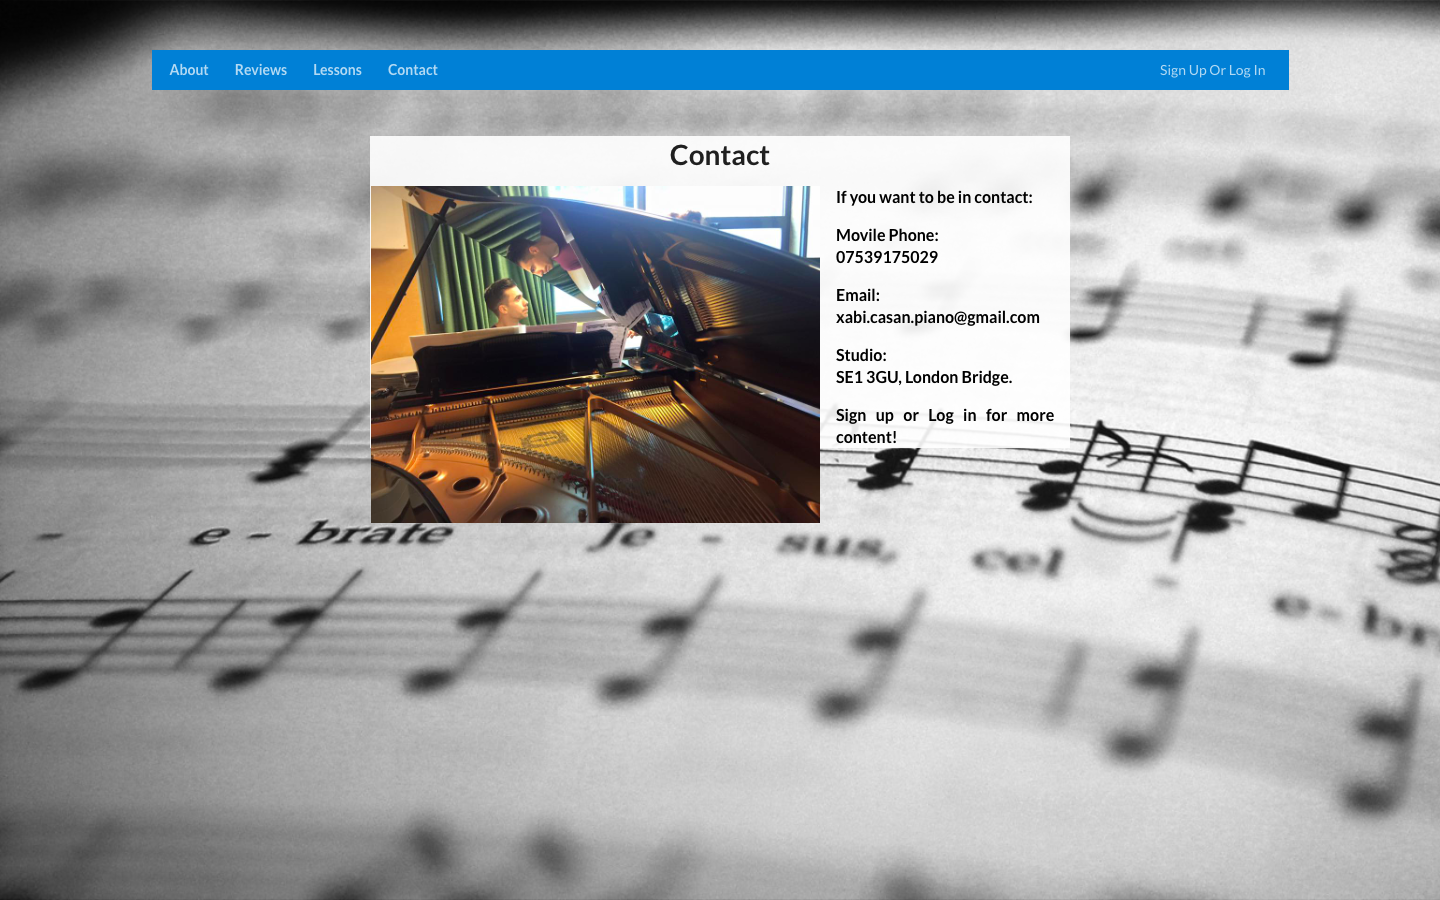 About Reviews Lessons Contact Sign Up Or Log In
Contact
If you want to be in contact:
Movile Phone:
07539175029
Email:
xabi.casan.piano@gmail.com
Studio:
SE1 3GU, London Bridge.
Sign up or Log in for more
content!
- e - brate Je - sus, cel -
e - br